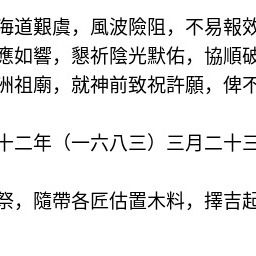 海道艱虞，風波險阻，不易報效
應如響，懇祈陰光默佑，協順破
洲祖廟，就神前致祝許願，俾不
十二年（一六八三）三月二十三
祭，隨帶各匠估置木料，擇吉起